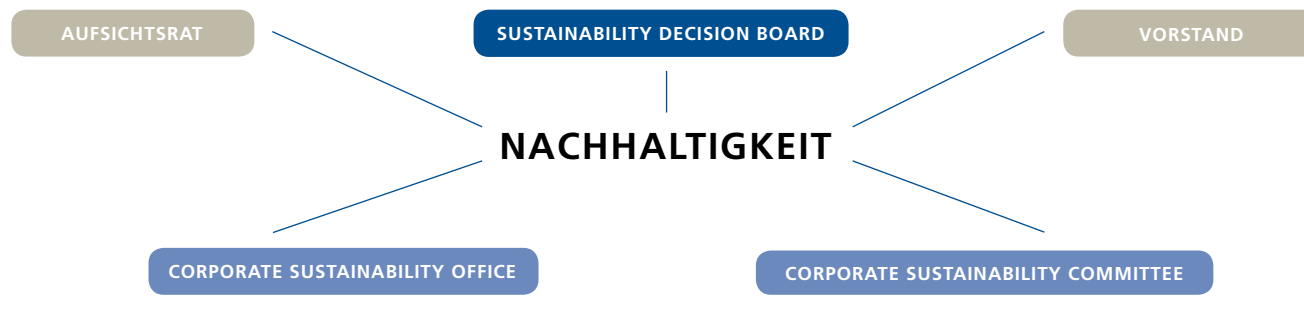 AUFSICHTSRAT
SUSTAINABILITY DECISION BOARD
VORSTAND
NACHHALTIGKEIT
CORPORATE SUSTAINABILITY OFFICE
CORPORATE SUSTAINABILITY COMMITTEE